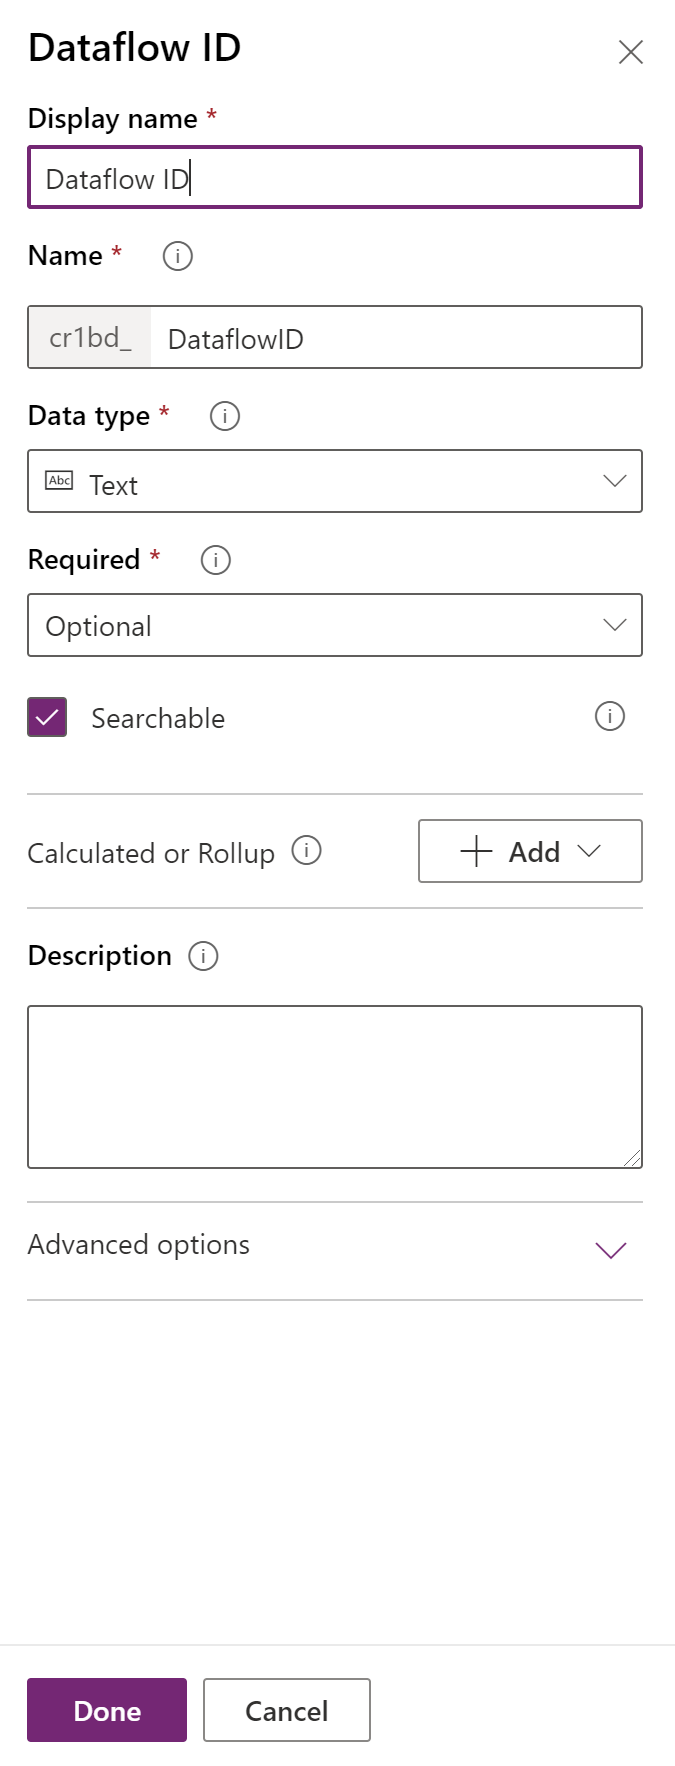 Dataflow ID
Display name *
Dataflow ID
Name *
cr1bd_ DataflowID
Data type *
Abc Text
Required *
Optional
Searchable
Calculated or Rollup Add
Description
Advanced options
Done Cancel